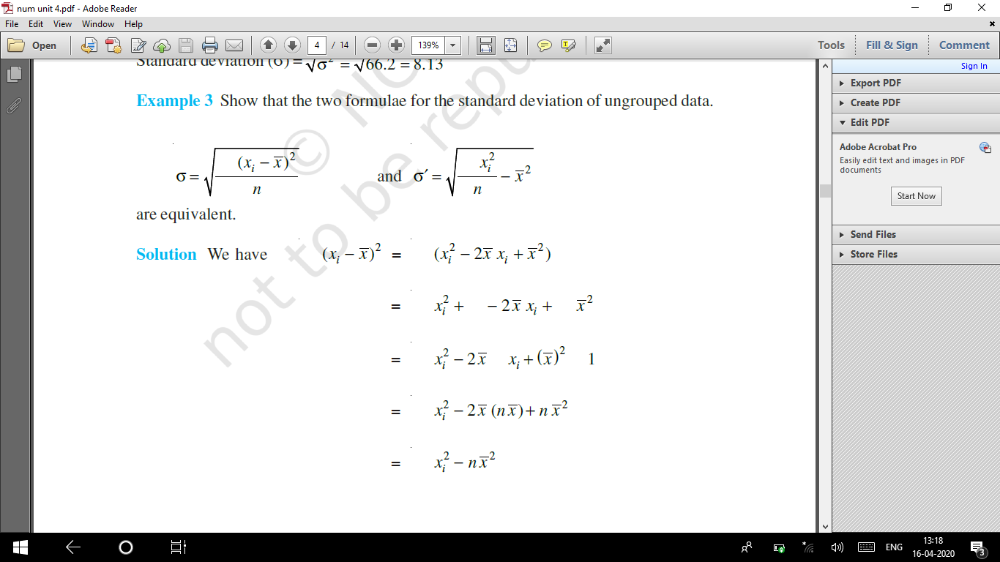 num unit 4.pdf - Adobe Reader
File Edit View Window Help
Open 4 / 14 139% Tools Fill & Sign Comment
Sign In
Standard deviation (σ) = √σ² = √66.2 = 8.13
Example 3 Show that the two formulae for the standard deviation of ungrouped data.
σ = √((xᵢ − x̅)² / n) and σ′ = √(xᵢ² / n − x̅²)
are equivalent.
Solution We have (xᵢ − x̅)² = (xᵢ² − 2x̅ xᵢ + x̅²)
= xᵢ² + − 2x̅ xᵢ + x̅²
= xᵢ² − 2x̅ xᵢ + (x̅)² 1
= xᵢ² − 2x̅ (n x̅) + n x̅²
= xᵢ² − n x̅²
© NC
not to be repu
Export PDF
Create PDF
Edit PDF
Adobe Acrobat Pro
Easily edit text and images in PDF
documents
Start Now
Send Files
Store Files
ENG
13:18
16-04-2020
3